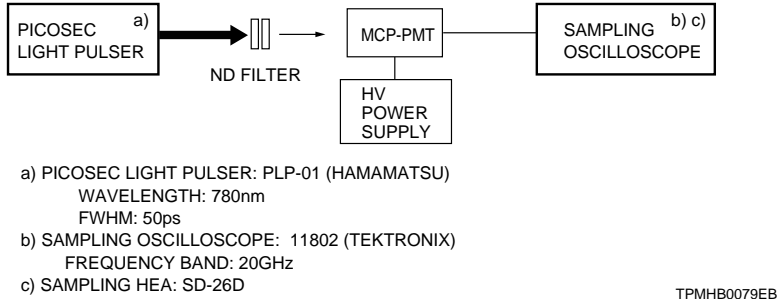 PICOSEC a)
LIGHT PULSER
ND FILTER
MCP-PMT
HV
POWER
SUPPLY
SAMPLING b) c)
OSCILLOSCOPE
a) PICOSEC LIGHT PULSER: PLP-01 (HAMAMATSU)
WAVELENGTH: 780nm
FWHM: 50ps
b) SAMPLING OSCILLOSCOPE: 11802 (TEKTRONIX)
FREQUENCY BAND: 20GHz
c) SAMPLING HEA: SD-26D
TPMHB0079EB